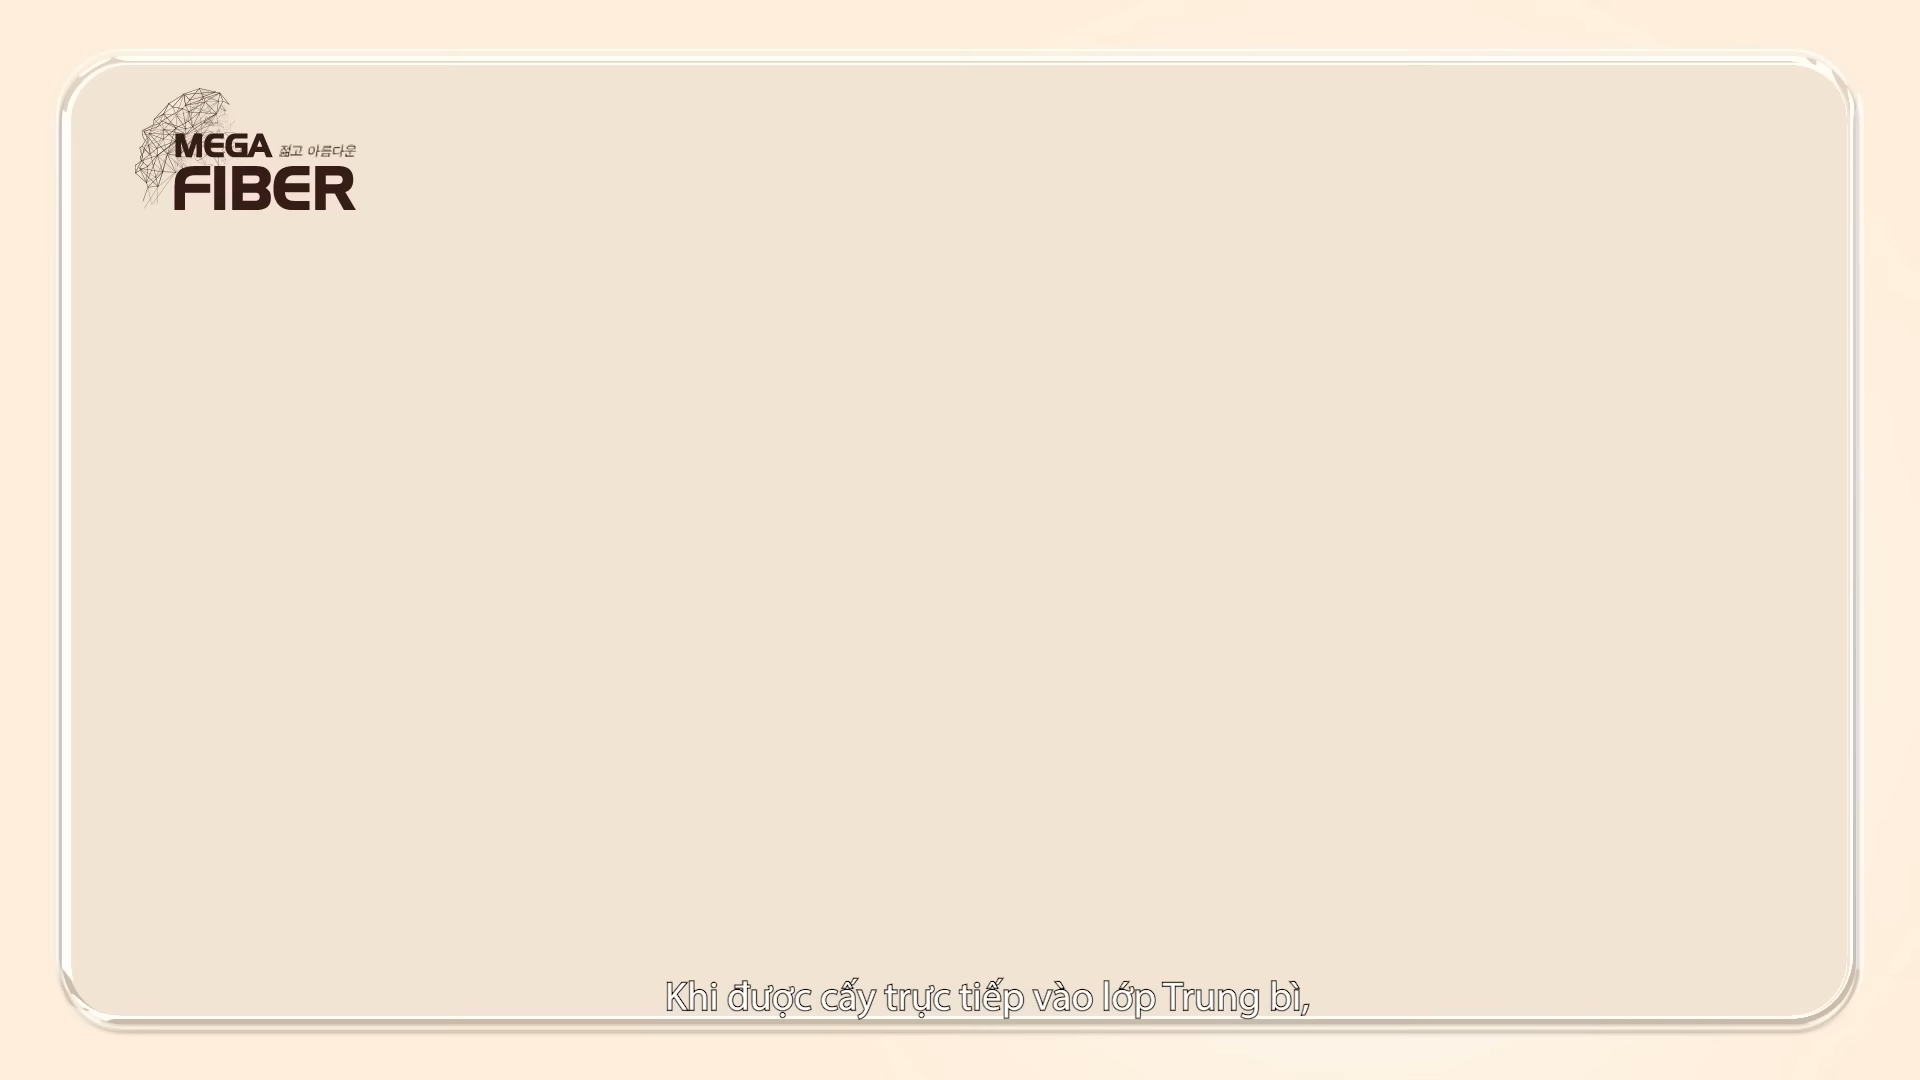 MEGA 젊고 아름다운
FIBER
Khi được cấy trực tiếp vào lớp Trung bì,